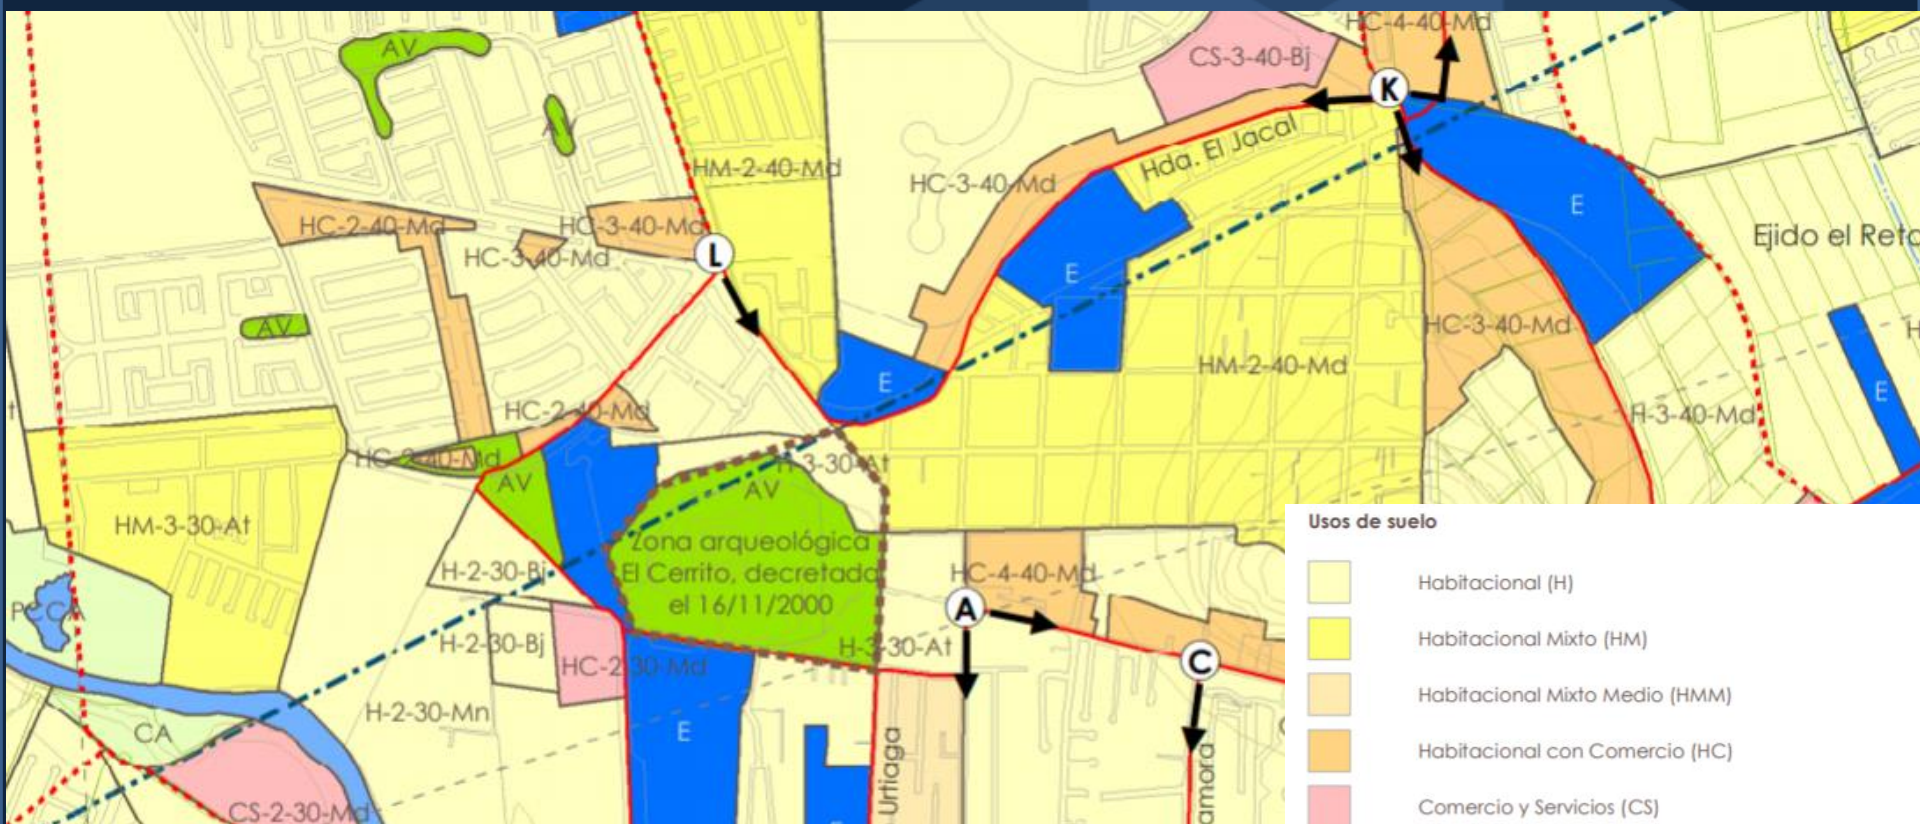 HC-4-40-Md
AV
CS-3-40-Bj
K
AV
Hda. El Jacal
HM-2-40-Md
HC-3-40-Md
E
HC-2-40-Md
HC-3-40-Md
Ejido el Reto
L
HC-3-40-Md
E
AV
HC-3-40-Md
HM-2-40-Md
E
E
HC-2-40-Md
H-3-40-Md
HC-2-40-Md
H-3-30-At
AV
AV
HM-3-30-At
Usos de suelo
Zona arqueológica
El Cerrito, decretada
el 16/11/2000
H-2-30-Bj
HC-4-40-Md
Habitacional (H)
A
CA
H-2-30-Bj
H-3-30-At
Habitacional Mixto (HM)
HC-2-30-Md
C
H-2-30-Mn
Habitacional Mixto Medio (HMM)
CA
E
Urtiaga
amora
Habitacional con Comercio (HC)
CS-2-30-Md
Comercio y Servicios (CS)